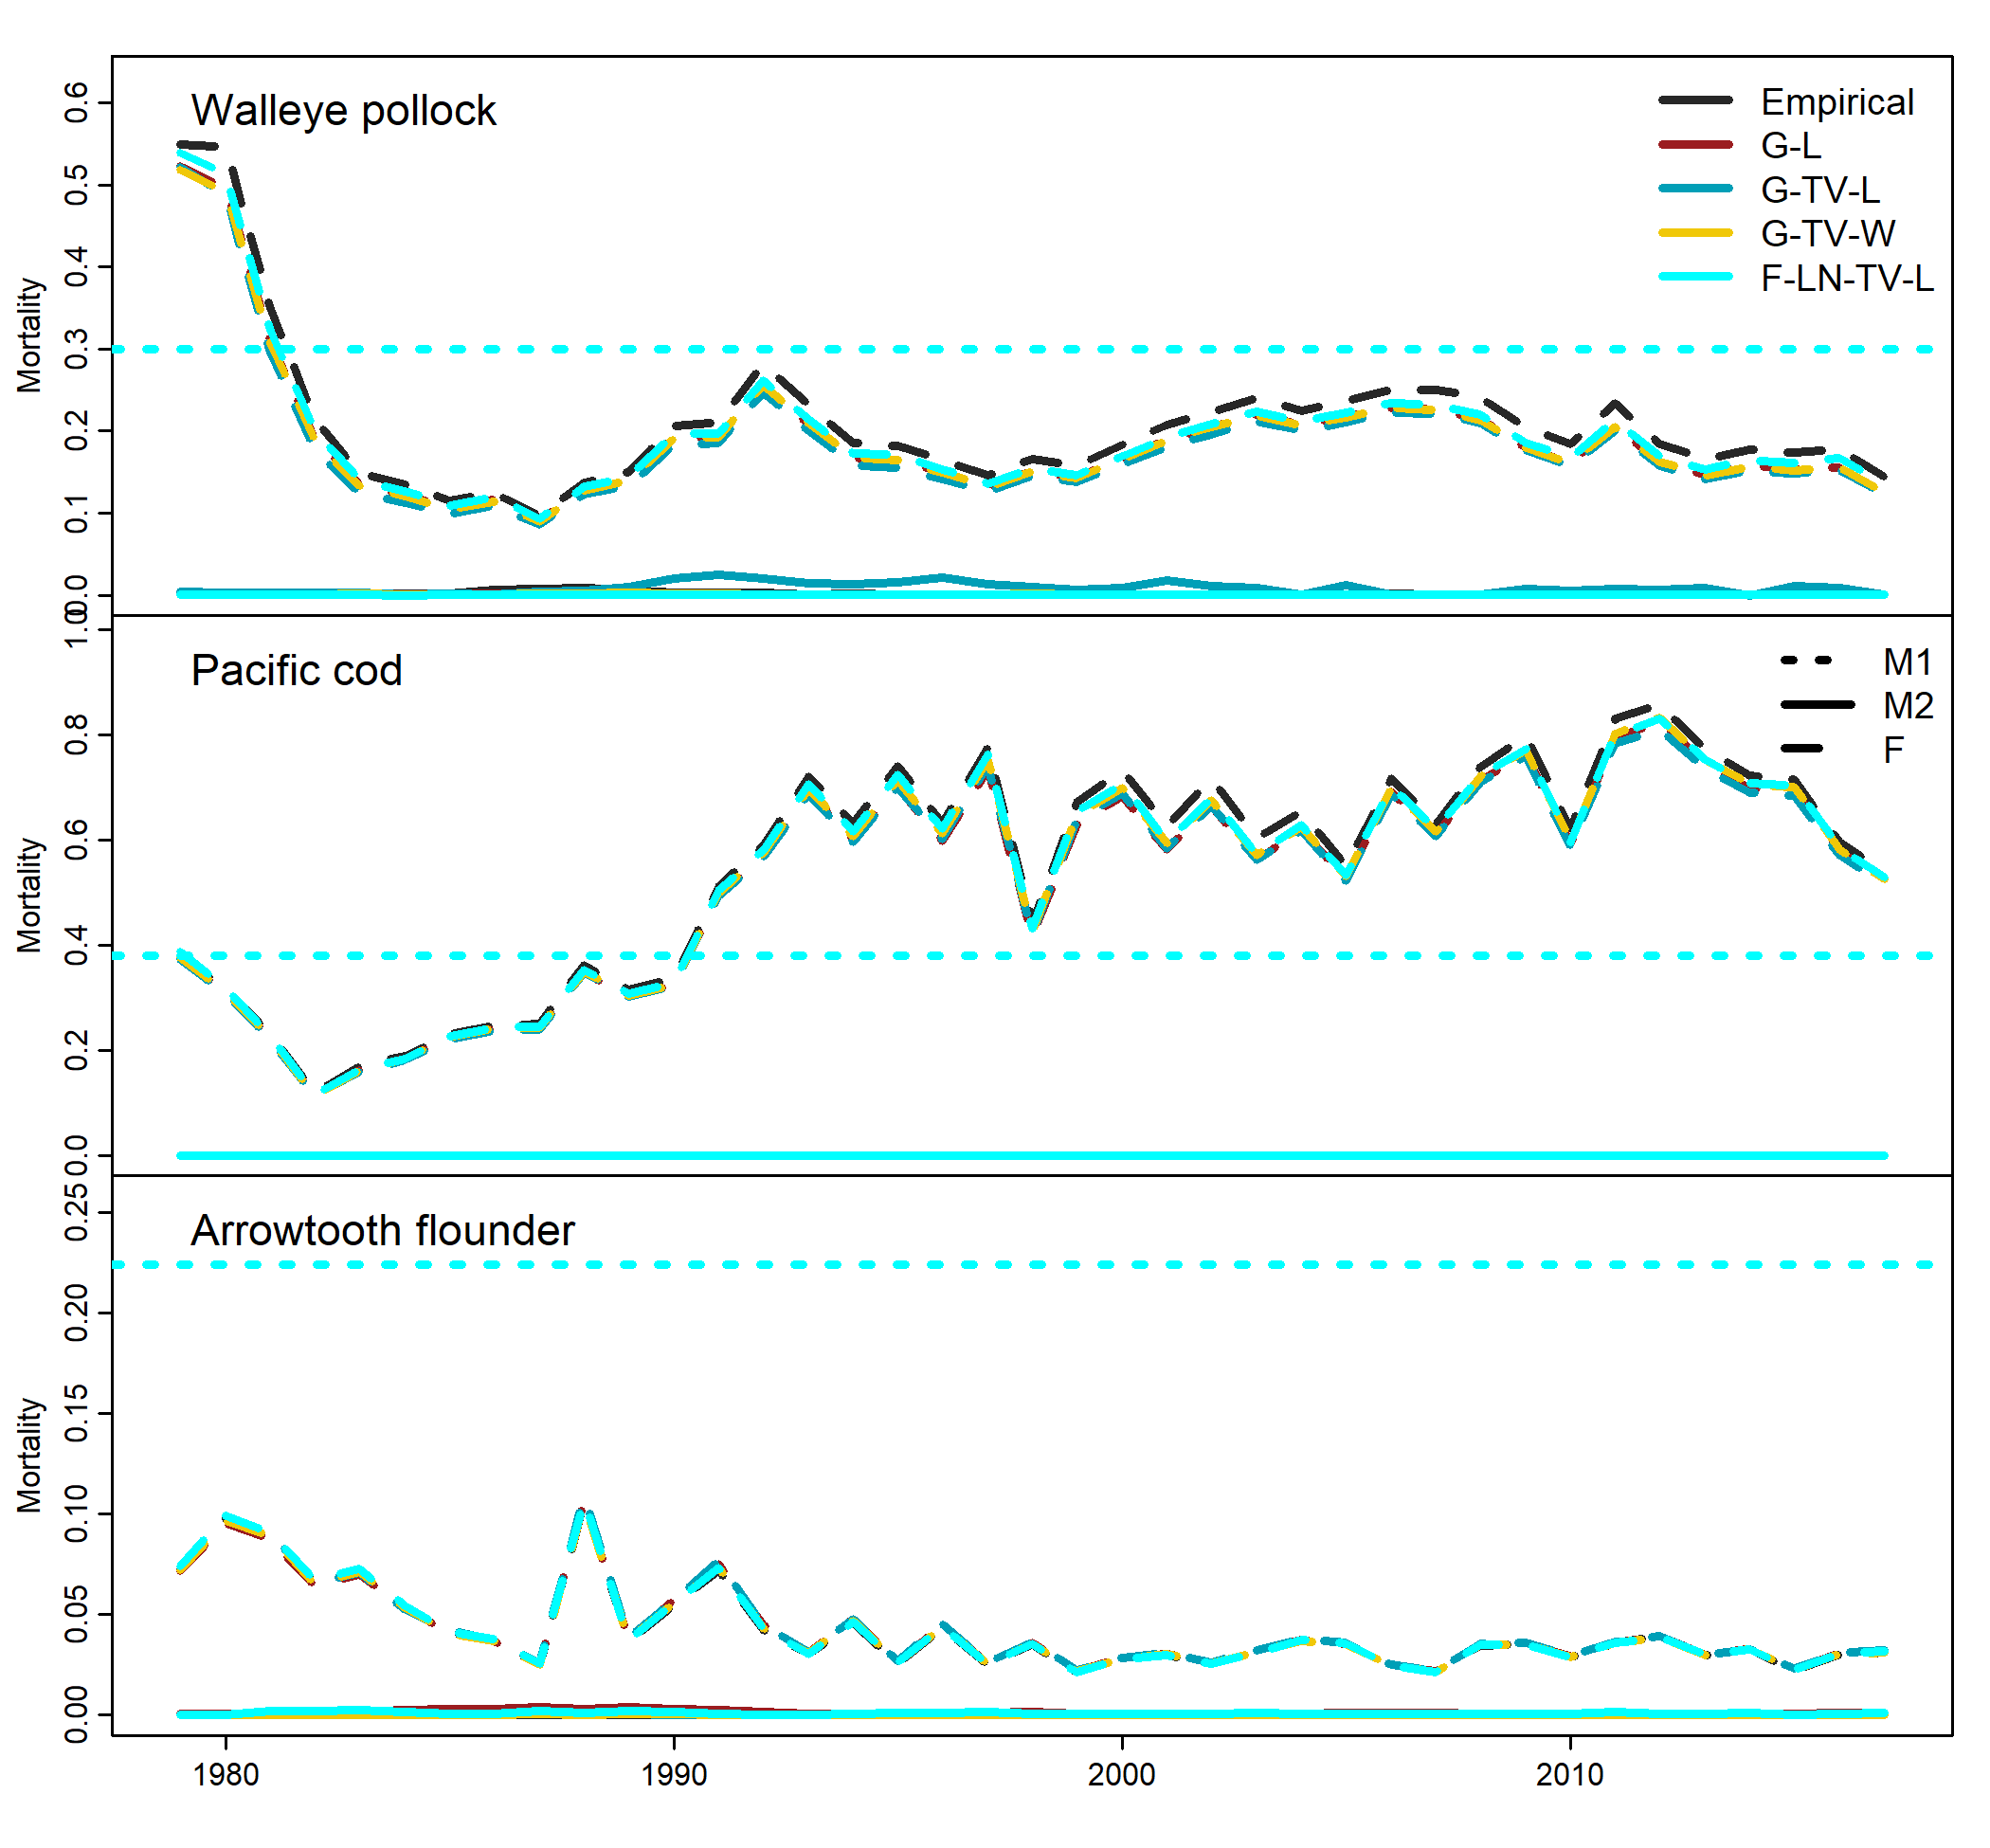 Walleye pollock
Empirical
G-L
G-TV-L
G-TV-W
F-LN-TV-L
Mortality
0.6
0.5
0.4
0.3
0.2
0.1
0.0
Pacific cod
M1
M2
F
Mortality
1.0
0.8
0.6
0.4
0.2
0.0
Arrowtooth flounder
Mortality
0.25
0.20
0.15
0.10
0.05
0.00
1980 1990 2000 2010